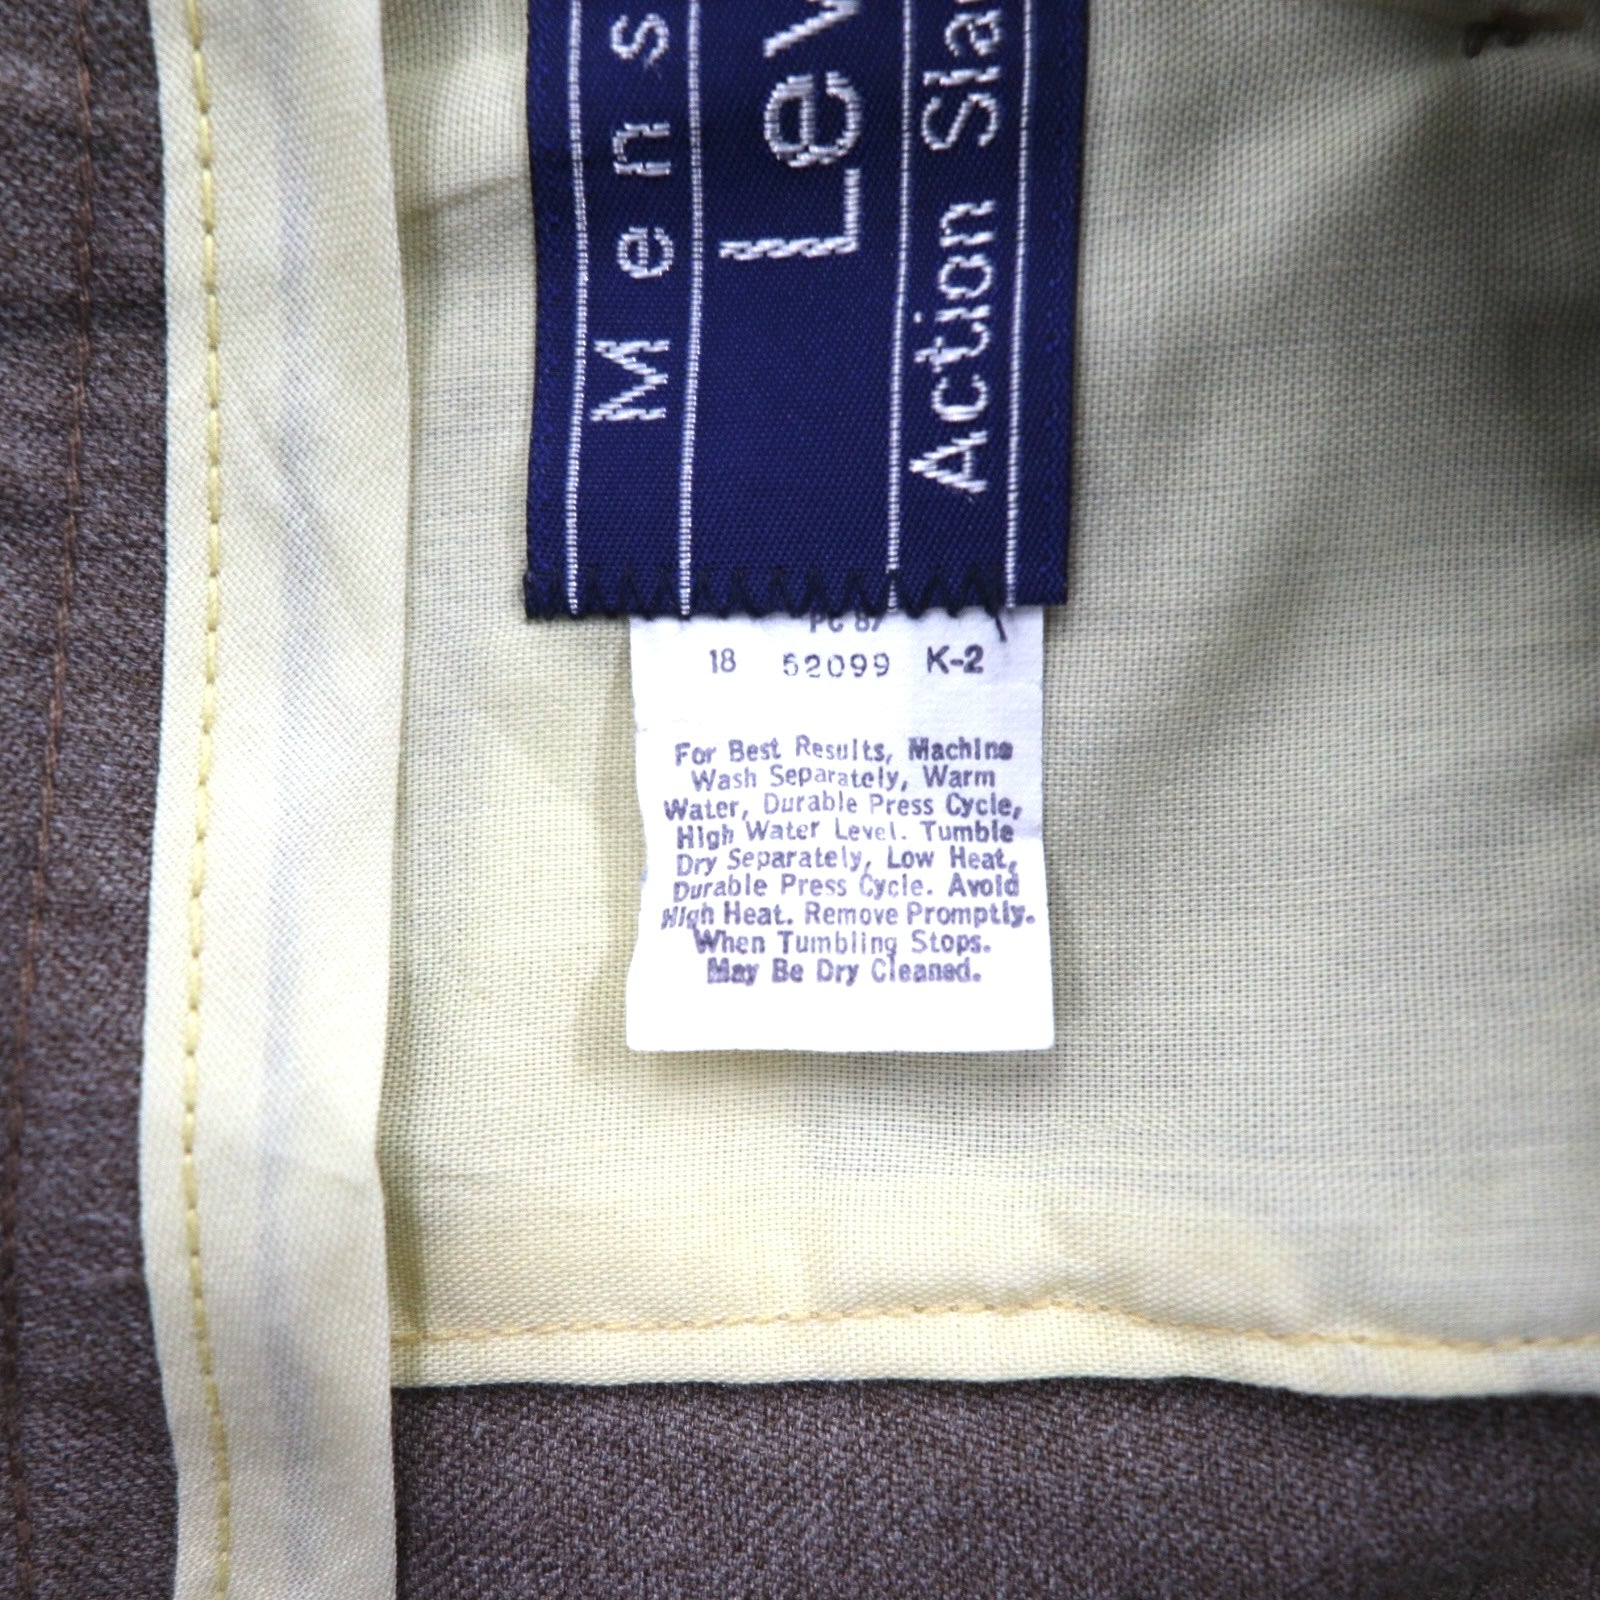 Mens
Lev
Action Sla
PC 87
18 52099 K-2
For Best Results, Machine
Wash Separately, Warm
Water, Durable Press Cycle,
High Water Level. Tumble
Dry Separately, Low Heat,
Durable Press Cycle. Avoid
High Heat. Remove Promptly.
When Tumbling Stops.
May Be Dry Cleaned.